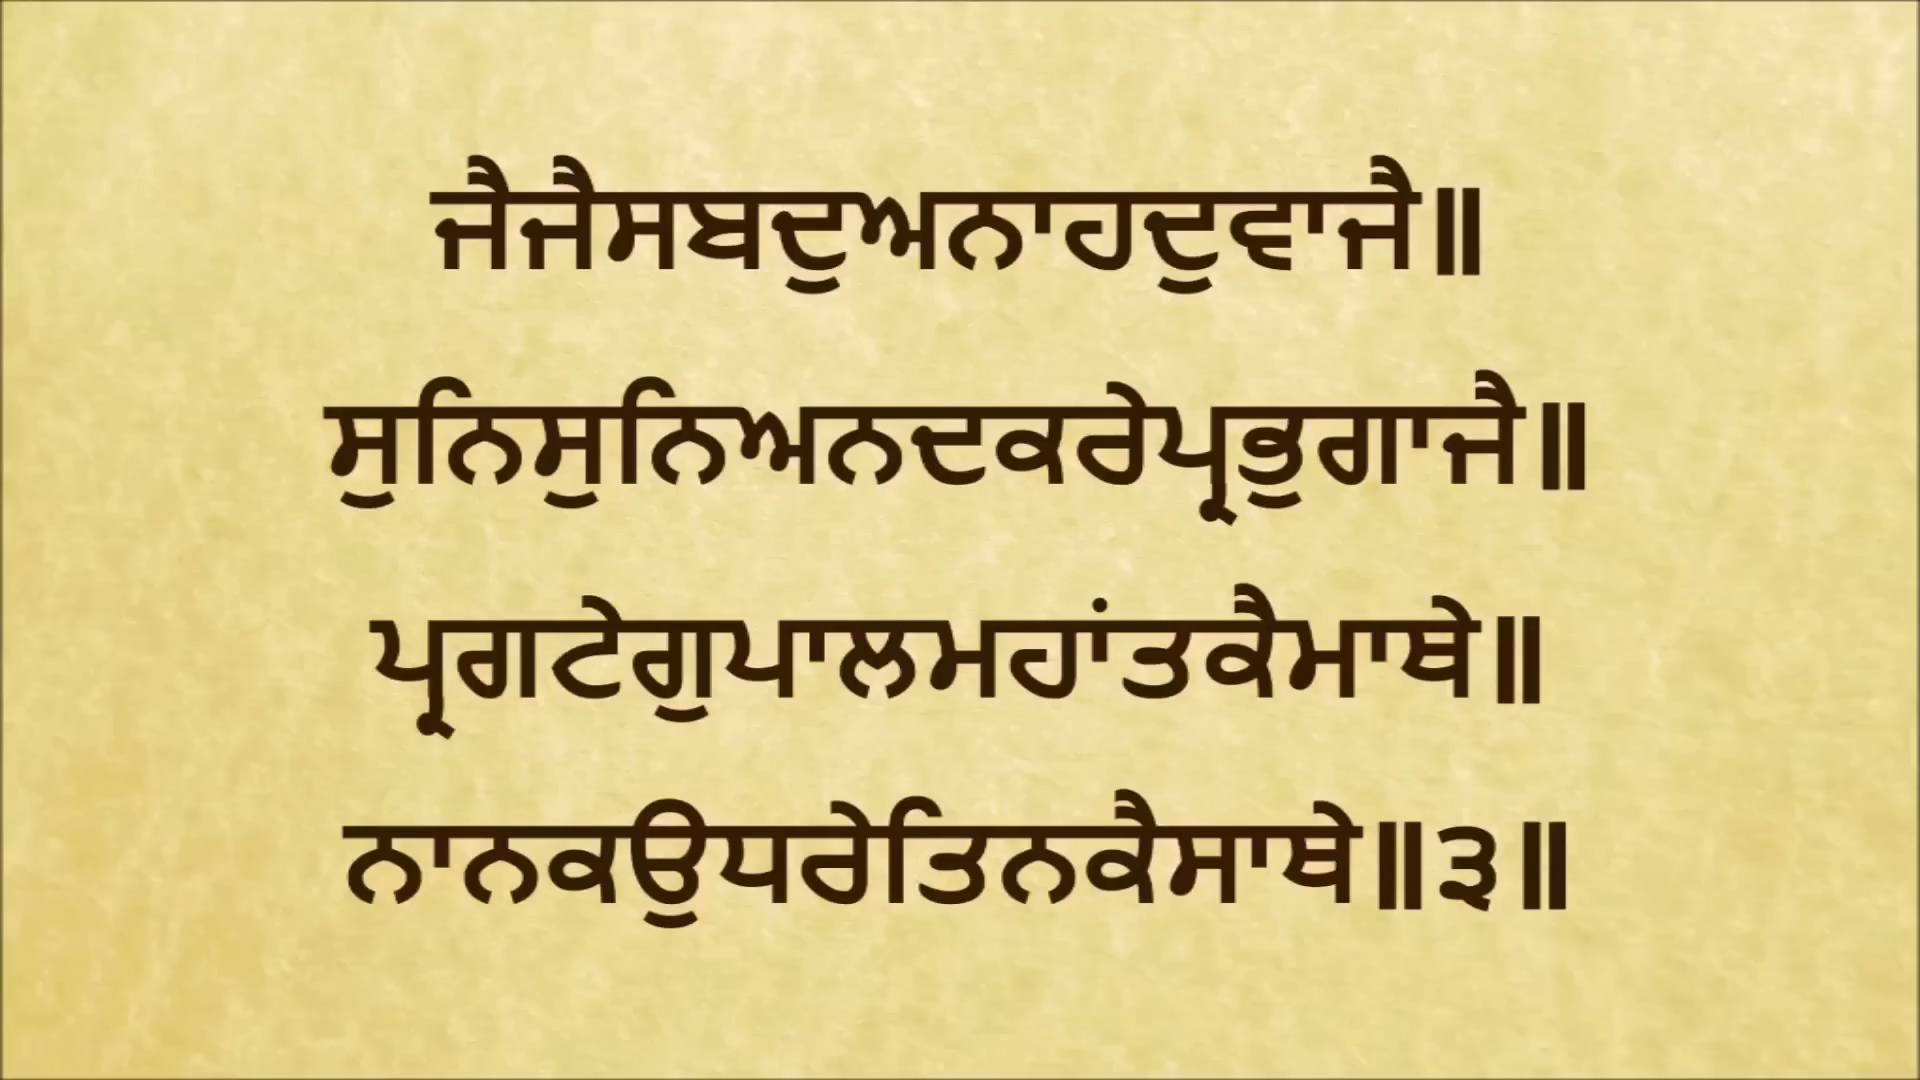 ਜੈਜੈਸਬਦੁਅਨਾਹਦੁਵਾਜੈ॥
ਸੁਨਿਸੁਨਿਅਨਦਕਰੇਪ੍ਰਭੁਗਾਜੈ॥
ਪ੍ਰਗਟੇਗੁਪਾਲਮਹਾਂਤਕੈਮਾਥੇ॥
ਨਾਨਕਉਧਰੇਤਿਨਕੈਸਾਥੇ॥੩॥